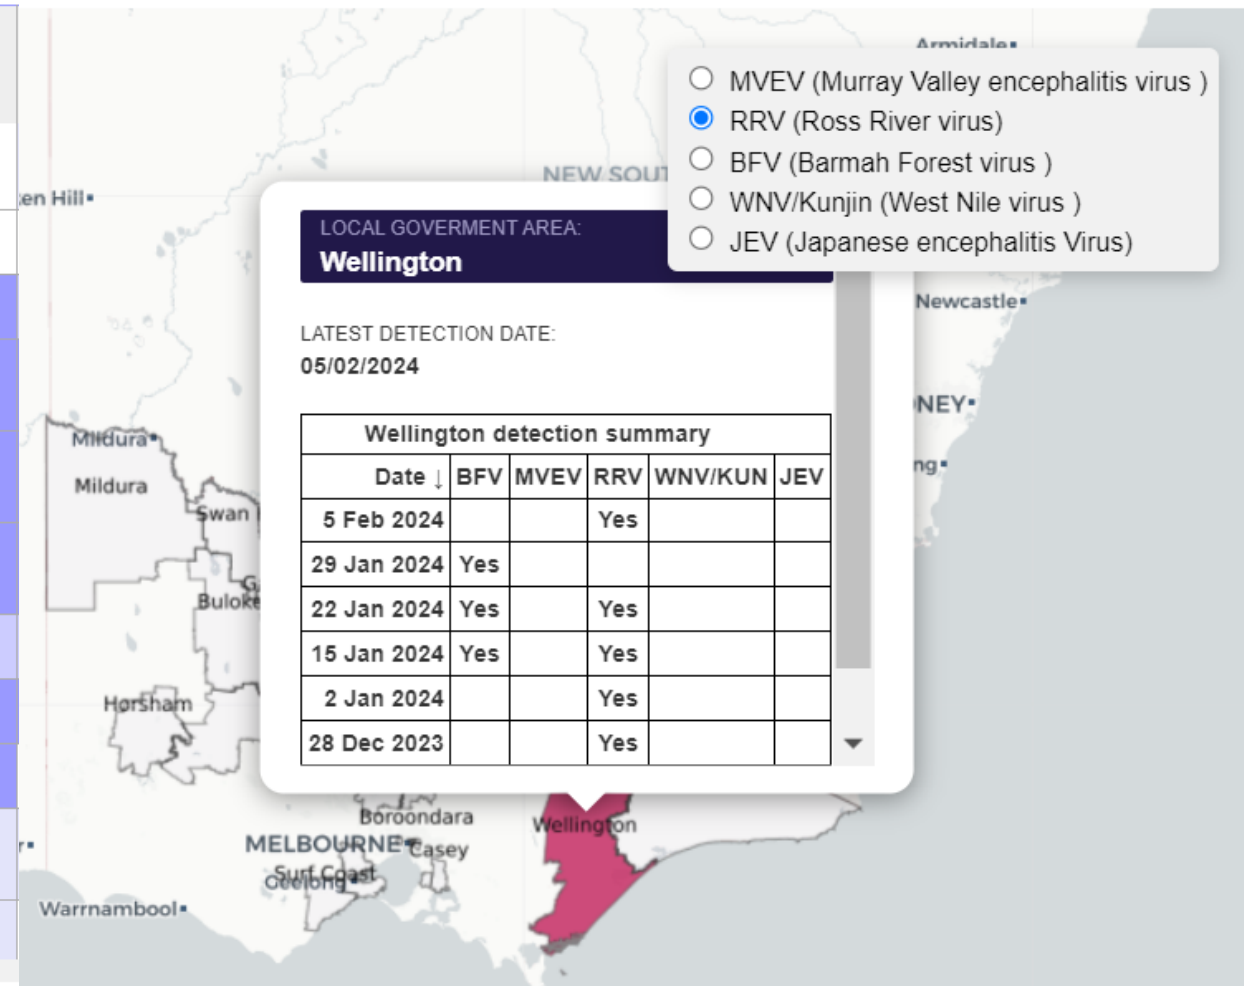 Armidale
MVEV (Murray Valley encephalitis virus )
RRV (Ross River virus)
BFV (Barmah Forest virus )
WNV/Kunjin (West Nile virus )
JEV (Japanese encephalitis Virus)
NEW SOUT
en Hill
LOCAL GOVERMENT AREA:
Wellington
Newcastle
LATEST DETECTION DATE:
05/02/2024
NEY
Wellington detection summary
Mildura
ng
Date ↓ BFV MVEV RRV WNV/KUN JEV
Mildura
Swan
5 Feb 2024 Yes
29 Jan 2024 Yes
Buloke
22 Jan 2024 Yes Yes
15 Jan 2024 Yes Yes
2 Jan 2024 Yes
Horsham
28 Dec 2023 Yes
Boroondara
Wellington
MELBOURNE
Casey
Surf Coast
Geelong
Warrnambool